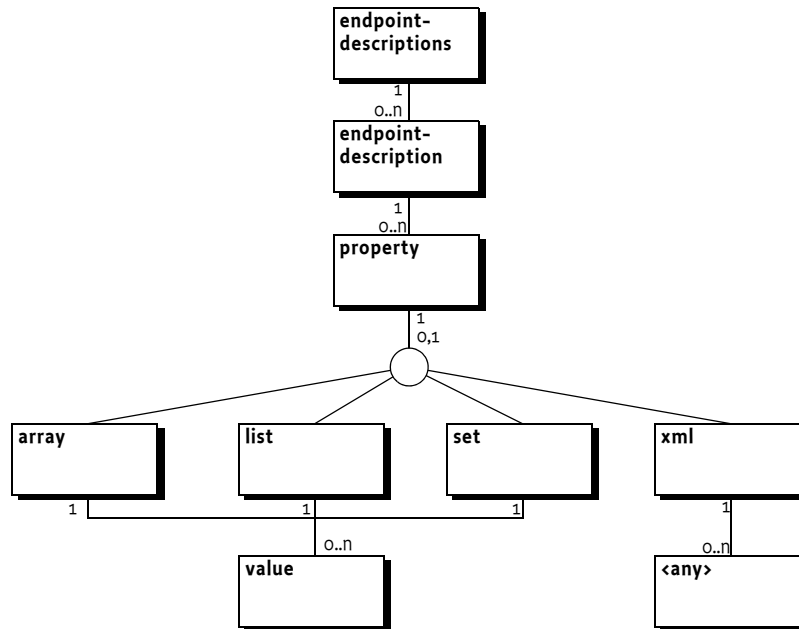 endpoint-
descriptions
1
0..n
endpoint-
description
1
0..n
property
1
0,1
array
list
set
xml
1
1
1
1
0..n
0..n
value
<any>